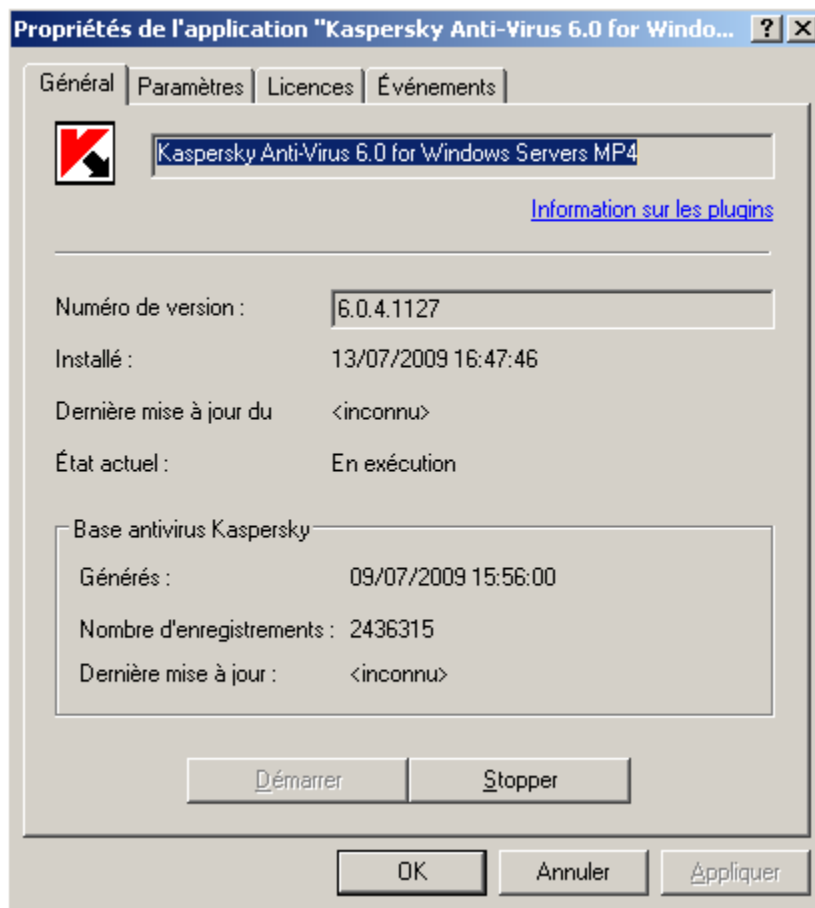 Propriétés de l'application "Kaspersky Anti-Virus 6.0 for Windo...
Général Paramètres Licences Événements
Kaspersky Anti-Virus 6.0 for Windows Servers MP4
Information sur les plugins
Numéro de version : 6.0.4.1127
Installé : 13/07/2009 16:47:46
Dernière mise à jour du <inconnu>
État actuel : En exécution
Base antivirus Kaspersky
Générés : 09/07/2009 15:56:00
Nombre d'enregistrements : 2436315
Dernière mise à jour : <inconnu>
Démarrer Stopper
OK Annuler Appliquer